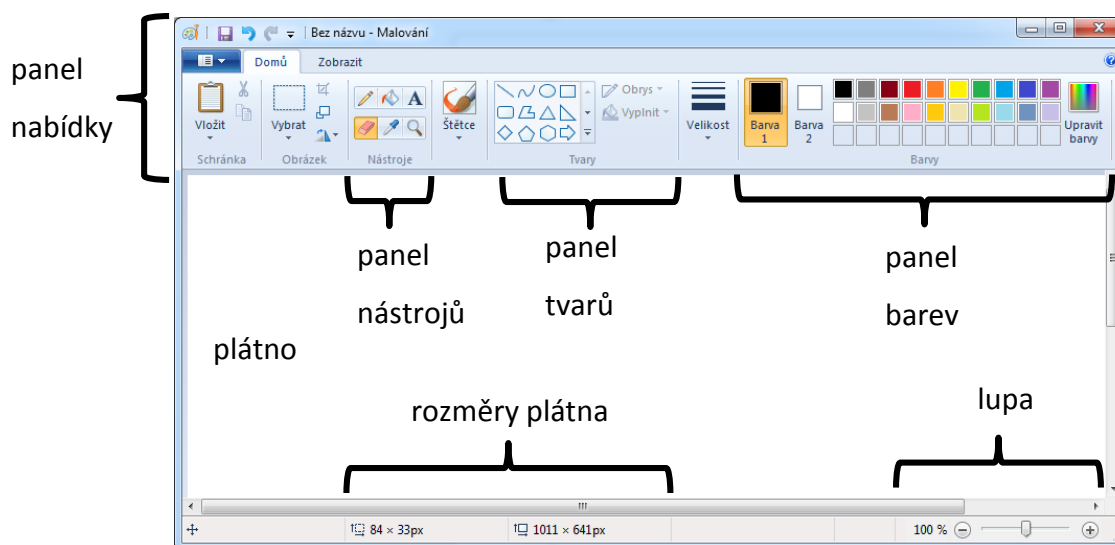 Bez názvu - Malování
Domů Zobrazit
panel
nabídky
Vložit
Vybrat
A
Štětce
Obrys
Vyplnit
Velikost
Barva
1
Barva
2
Upravit
barvy
Schránka Obrázek Nástroje Tvary Barvy
panel
nástrojů
panel
tvarů
panel
barev
plátno
rozměry plátna
lupa
84 × 33px 1011 × 641px 100 %